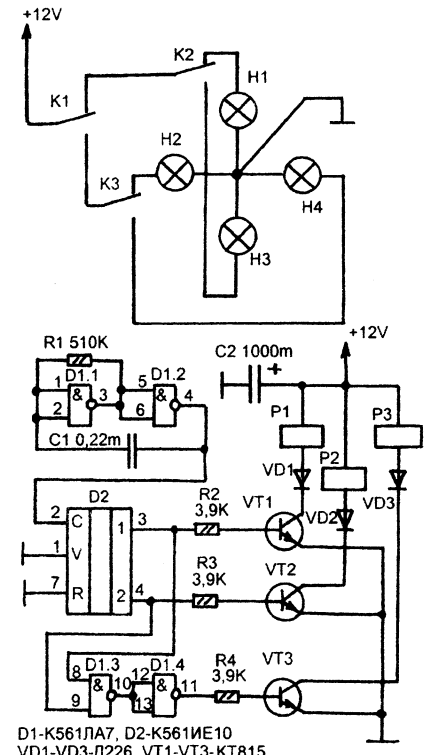 +12V
K2
H1
K1
H2
K3
H4
H3
+12V
R1 510K
C2 1000m
+
D1.1
D1.2
P1
P3
1
&
3
5
&
4
2
6
C1 0,22m
P2
VD1
D2
R2
VT1
VD2
VD3
2
C
1
3
3,9K
1
V
R3
VT2
7
R
2
4
3,9K
8
D1.3
12
D1.4
R4
VT3
&
10
&
11
3,9K
9
13
D1-К561ЛА7, D2-К561ИЕ10
VD1-VD3-Д226, VT1-VT3-КТ815